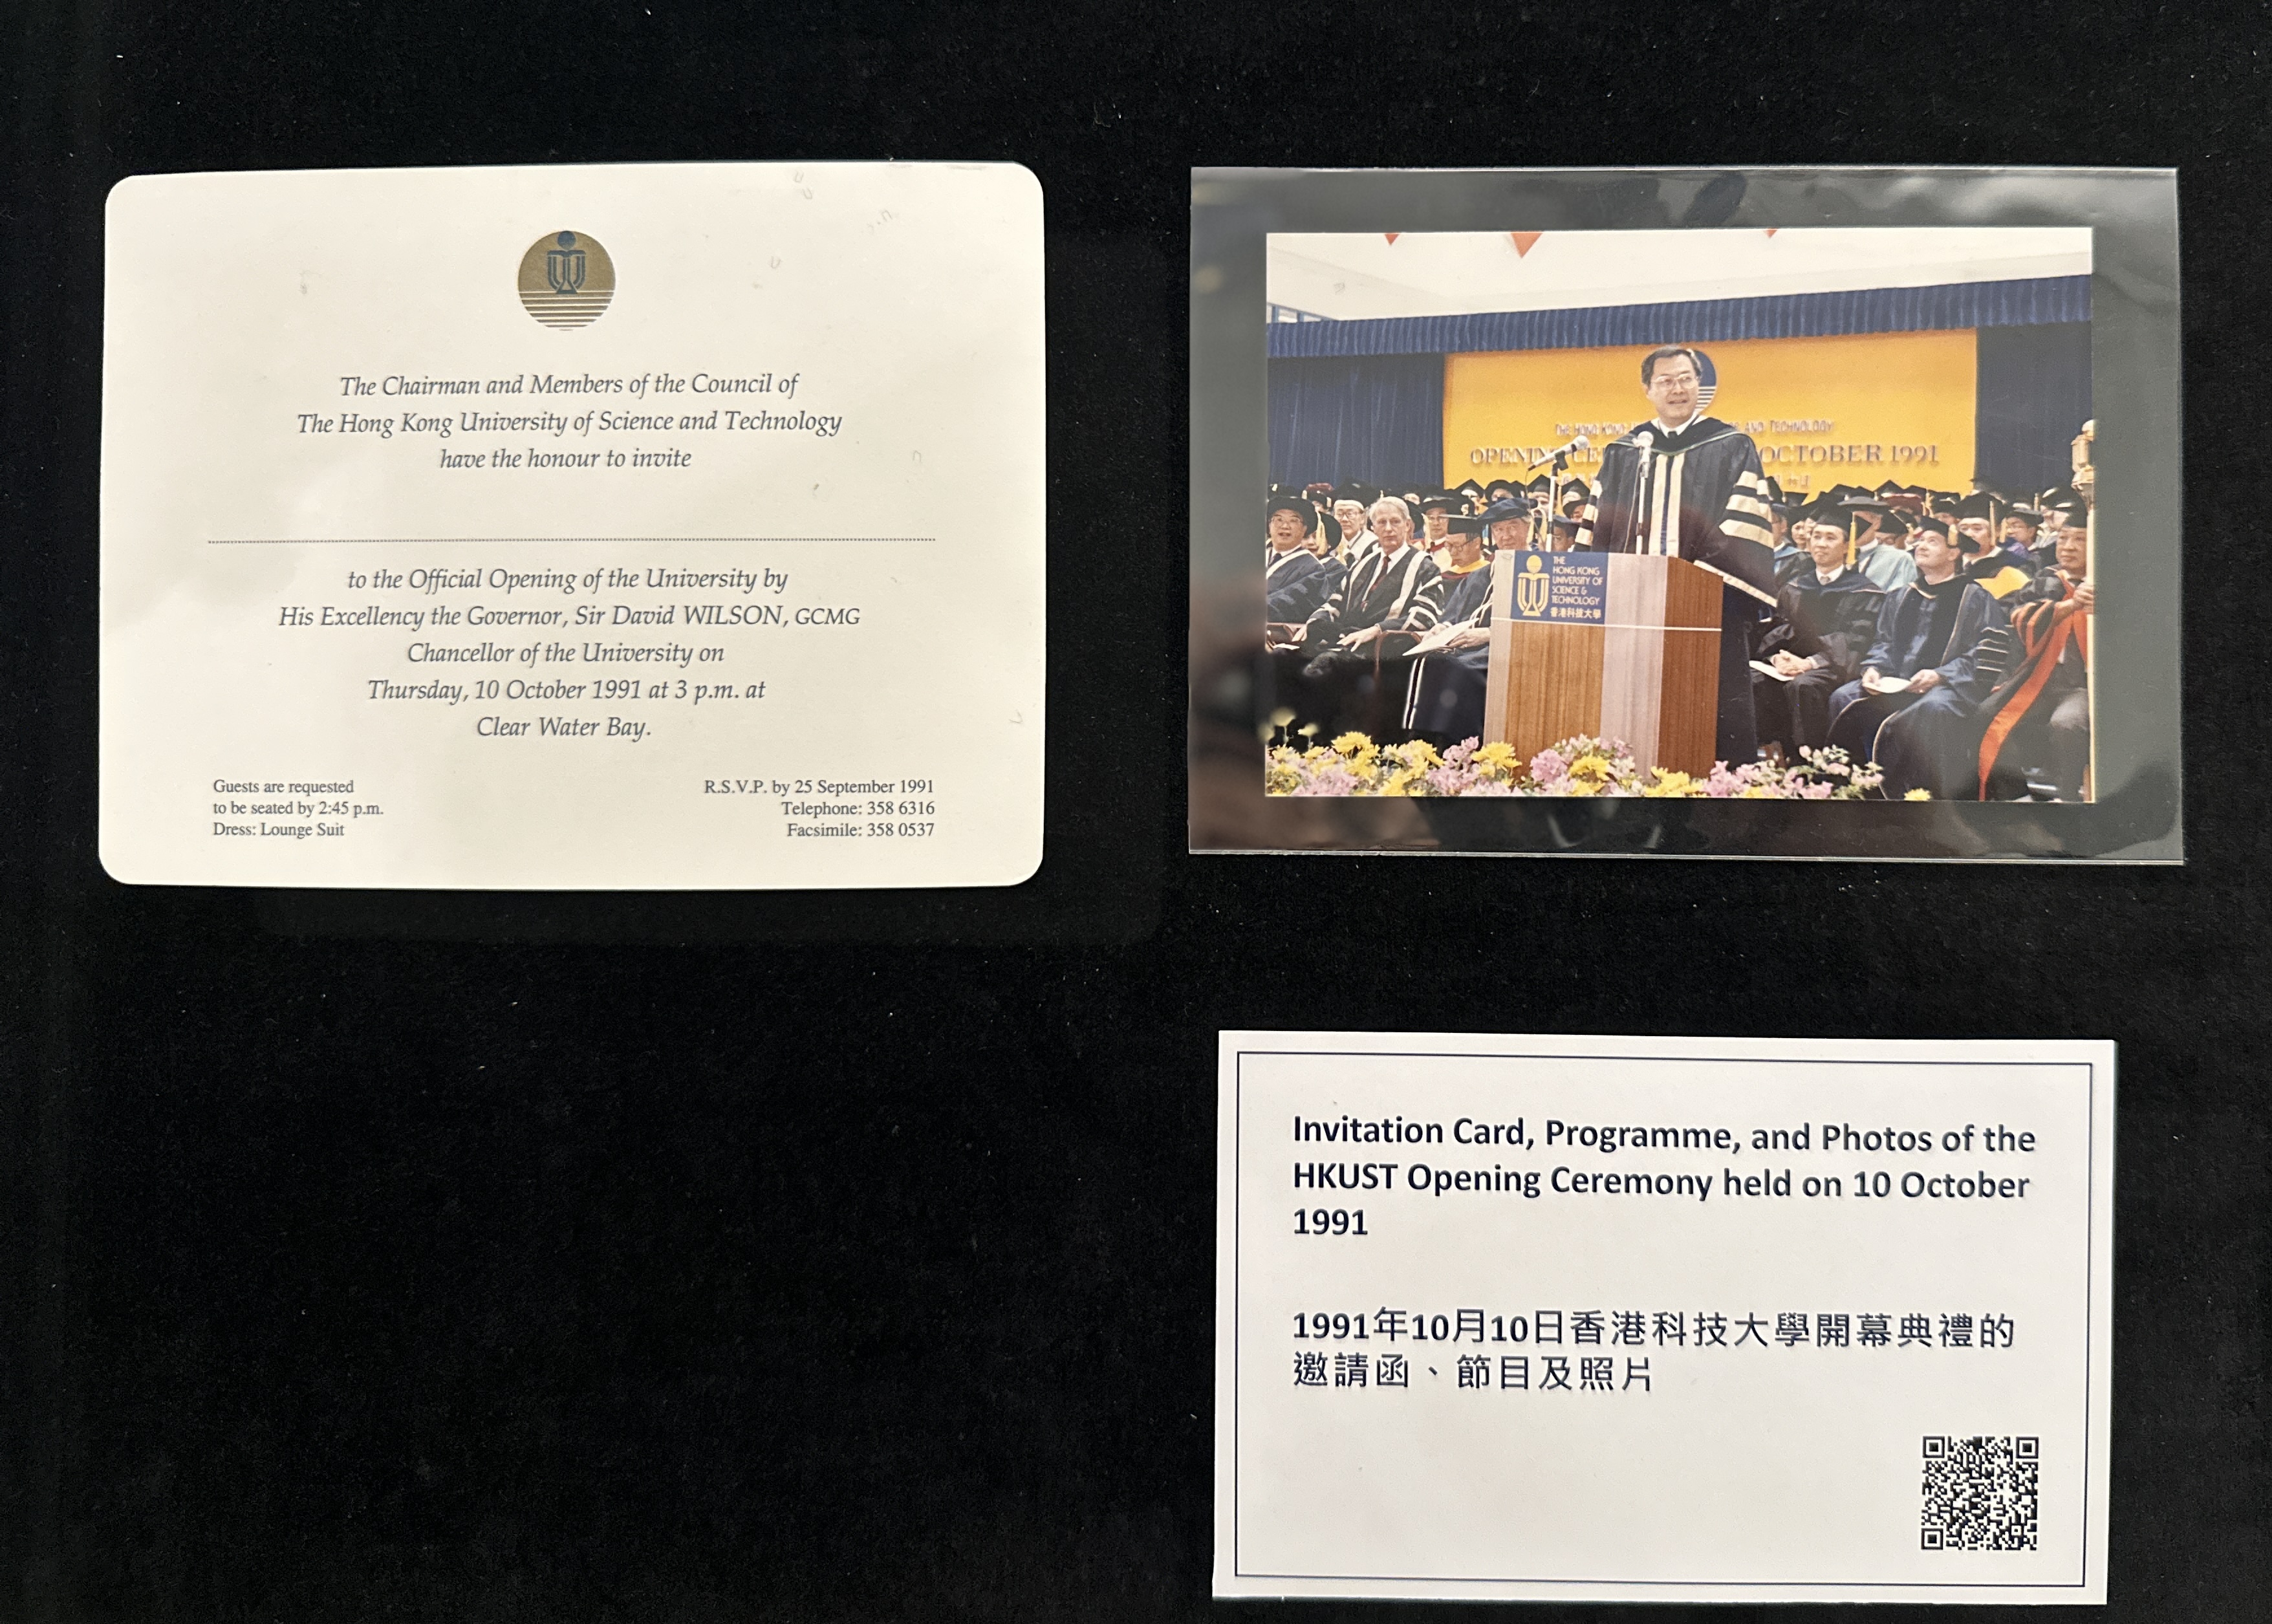 The Chairman and Members of the Council of
The Hong Kong University of Science and Technology
have the honour to invite
to the Official Opening of the University by
His Excellency the Governor, Sir David WILSON, GCMG
Chancellor of the University on
Thursday, 10 October 1991 at 3 p.m. at
Clear Water Bay.
Guests are requested
to be seated by 2:45 p.m.
Dress: Lounge Suit
R.S.V.P. by 25 September 1991
Telephone: 358 6316
Facsimile: 358 0537
THE HONG KONG AND TECHNOLOGY
OPENING OCTOBER 1991
THE
HONG KONG
UNIVERSITY OF
SCIENCE &
TECHNOLOGY
香港科技大學
Invitation Card, Programme, and Photos of the
HKUST Opening Ceremony held on 10 October
1991
1991年10月10日香港科技大學開幕典禮的
邀請函、節目及照片